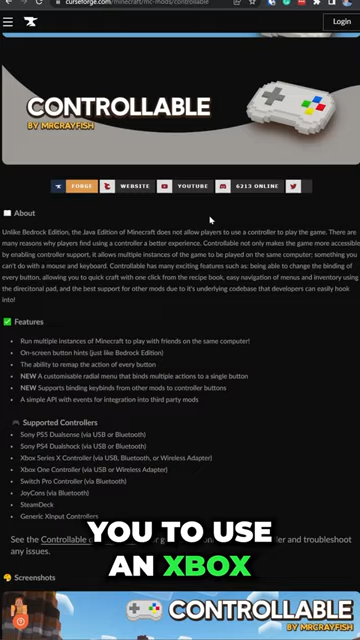 curseforge.com/minecraft/mc-mods/controllable
Login
CONTROLLABLE
BY MRCRAYFISH
FORGE
WEBSITE
YOUTUBE
6213 ONLINE
About
Unlike Bedrock Edition, the Java Edition of Minecraft does not allow players to use a controller to play the game. There are
many reasons why players find using a controller a better experience. Controllable not only makes the game more accessible
by enabling controller support, it allows multiple instances of the game to be played on the same computer; something you
can't do with a mouse and keyboard. Controllable has many exciting features such as: being able to change the binding of every
button, allowing you to quick craft with one click from the recipe book, easy navigation of menus and inventory using
the directional pad, and the best support for other mods due to it's underlying codebase that developers can easily hook
into!
Features
Run multiple instances of Minecraft to play with friends on the same computer!
On-screen button hints (just like Bedrock Edition)
The ability to remap the action of every button
NEW A customisable radial menu that binds multiple actions to a single button
NEW Supports binding keybinds from other mods to controller buttons
A simple API with events for integration into third party mods
Supported Controllers
Sony PS5 Dualsense (via USB or Bluetooth)
Sony PS4 Dualshock (via USB or Bluetooth)
Xbox Series X Controller (via USB, Bluetooth, or Wireless Adapter)
Xbox One Controller (via USB or Wireless Adapter)
Switch Pro Controller (via Bluetooth)
JoyCons (via Bluetooth)
SteamDeck
Generic XInput Controllers
See the Controllable
and troubleshoot
any issues.
YOU TO USE
AN XBOX
Screenshots
CONTROLLABLE
BY MRCRAYFISH